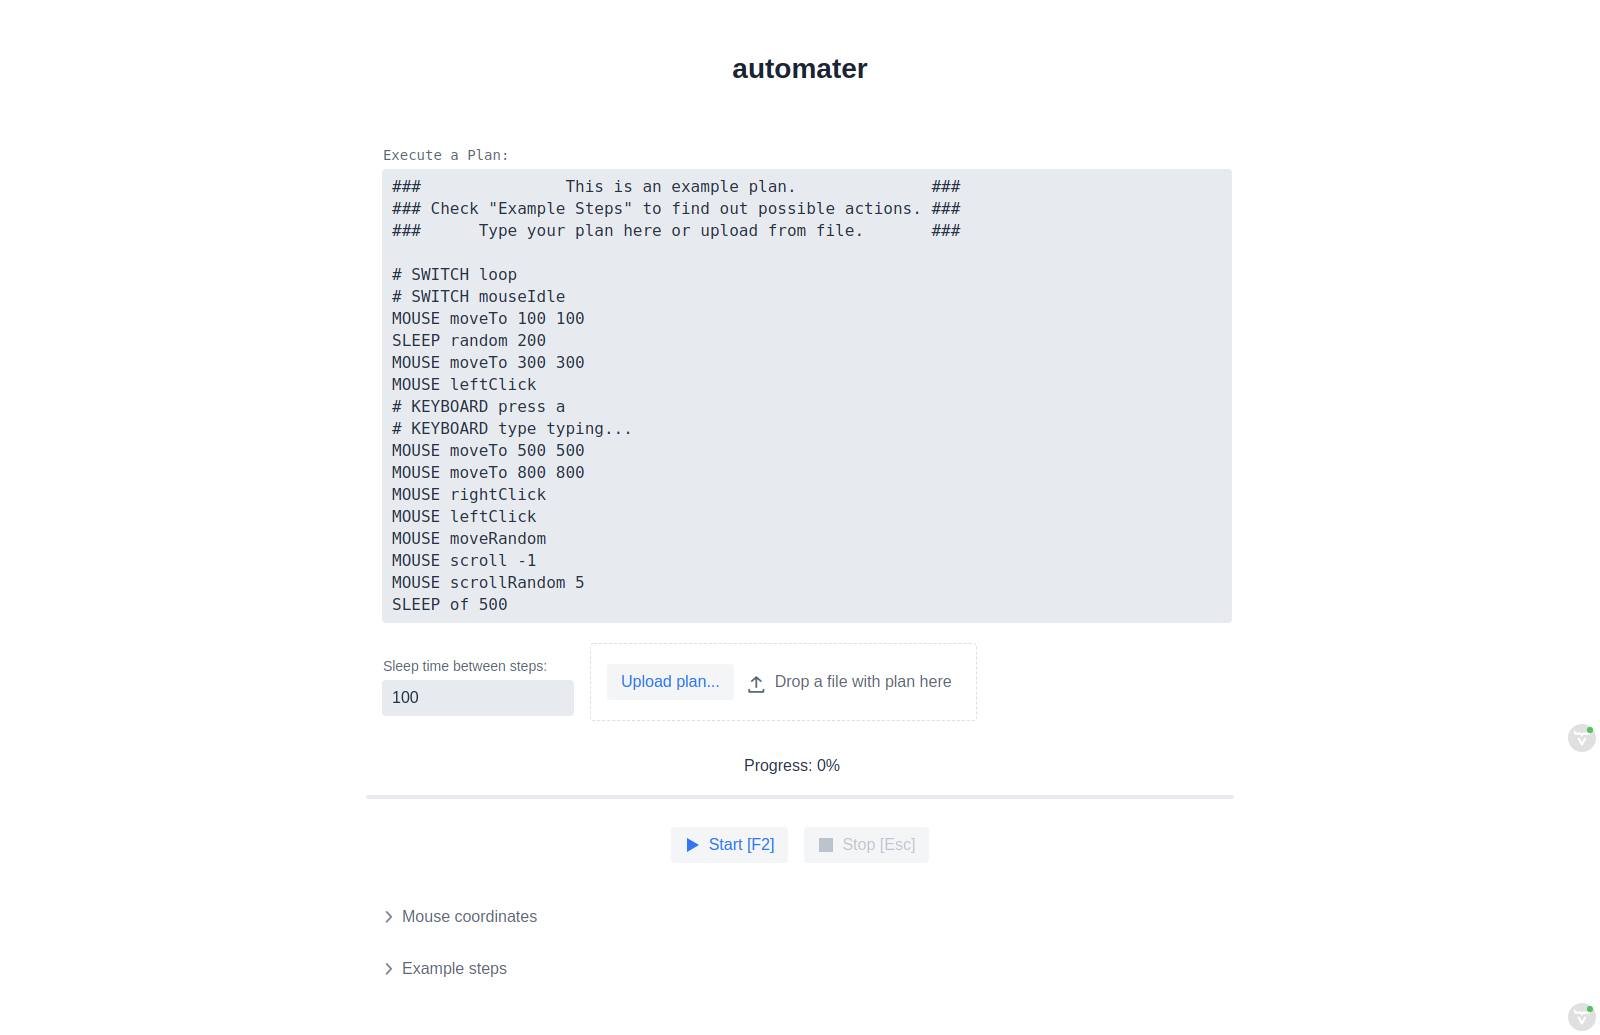 automater
Execute a Plan:
###               This is an example plan.              ###
### Check "Example Steps" to find out possible actions. ###
###      Type your plan here or upload from file.       ###
# SWITCH loop
# SWITCH mouseIdle
MOUSE moveTo 100 100
SLEEP random 200
MOUSE moveTo 300 300
MOUSE leftClick
# KEYBOARD press a
# KEYBOARD type typing...
MOUSE moveTo 500 500
MOUSE moveTo 800 800
MOUSE rightClick
MOUSE leftClick
MOUSE moveRandom
MOUSE scroll -1
MOUSE scrollRandom 5
SLEEP of 500
Sleep time between steps:
100
Upload plan... Drop a file with plan here
Progress: 0%
Start [F2] Stop [Esc]
Mouse coordinates
Example steps